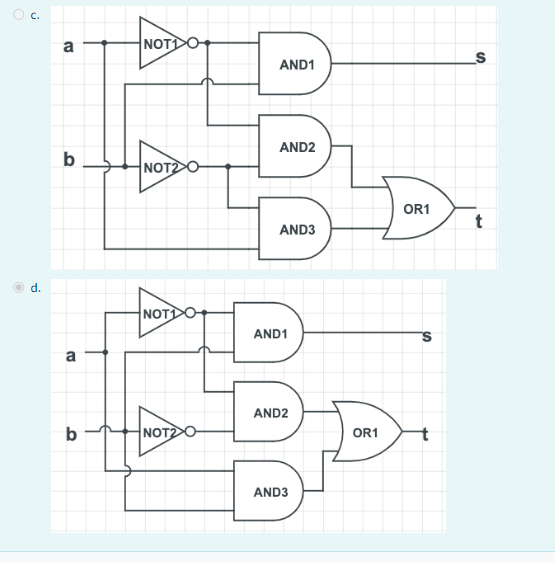 c.
a
NOT1
AND1
s
b
NOT2
AND2
AND3
OR1
t
d.
NOT1
AND1
s
a
AND2
b
NOT2
OR1
t
AND3